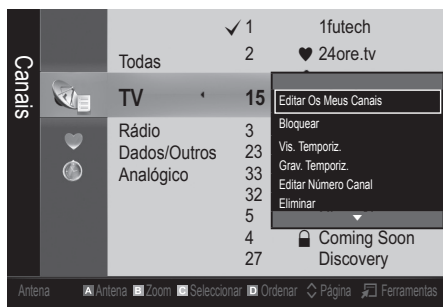 Canais
✓ 1 1futech
Todas 2 ♥ 24ore.tv
TV 15
Rádio 3
Dados/Outros 23
Analógico 33
32
5
4 Coming Soon
27 Discovery
Editar Os Meus Canais
Bloquear
Vis. Temporiz.
Grav. Temporiz.
Editar Número Canal
Eliminar
Antena A Antena B Zoom C Seleccionar D Ordenar Página Ferramentas